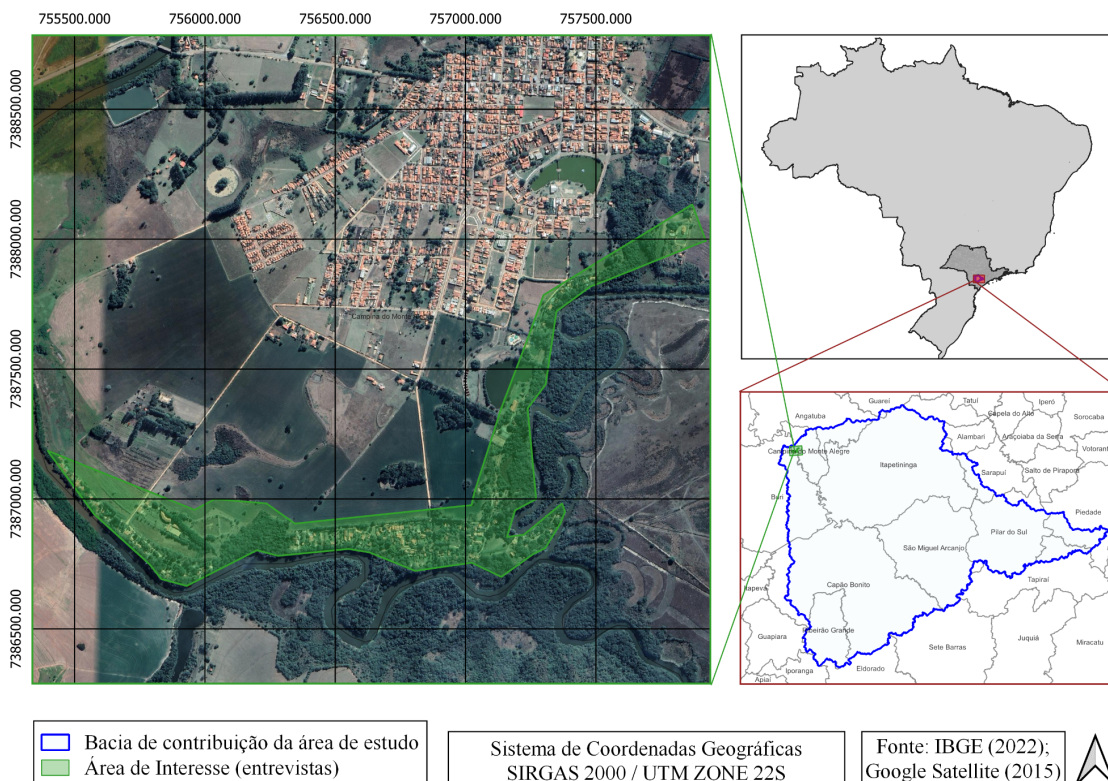 755500.000 756000.000 756500.000 757000.000 757500.000
7388500.000
7388000.000
7387500.000
7387000.000
7386500.000
Campina do Monte
Guareí
Tatuí
Iperó
Angatuba
Capela do Alto
Sorocaba
Alambari
Araçoiaba da Serra
Votorant
Campina do Monte Alegre
Itapetininga
Sarapuí
Salto de Pirapora
Buri
Piedade
Pilar do Sul
São Miguel Arcanjo
Itapeva
Capão Bonito
Tapiraí
Guapiara
Ribeirão Grande
Juquiá
Miracatu
Sete Barras
Iporanga
Eldorado
Apiaí
Bacia de contribuição da área de estudo
Área de Interesse (entrevistas)
Sistema de Coordenadas Geográficas
SIRGAS 2000 / UTM ZONE 22S
Fonte: IBGE (2022);
Google Satellite (2015)